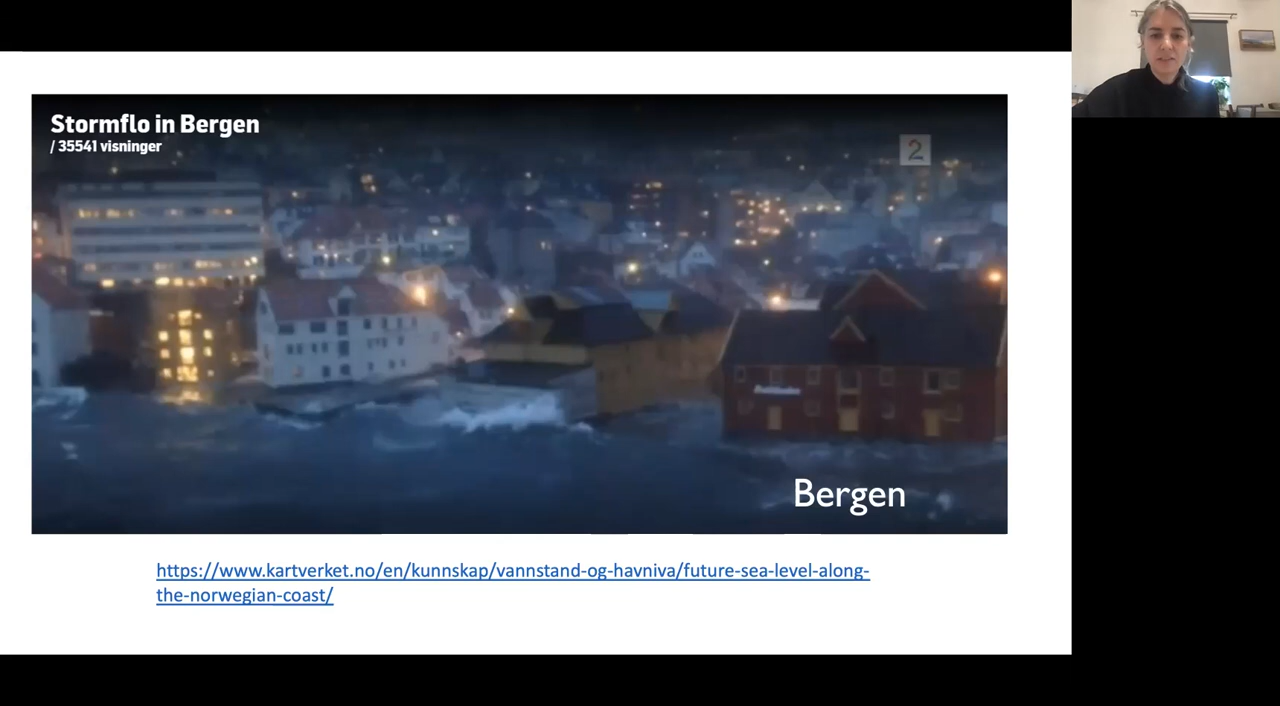 Stormflo in Bergen
/ 35541 visninger
2
Bergen
https://www.kartverket.no/en/kunnskap/vannstand-og-havniva/future-sea-level-along-
the-norwegian-coast/